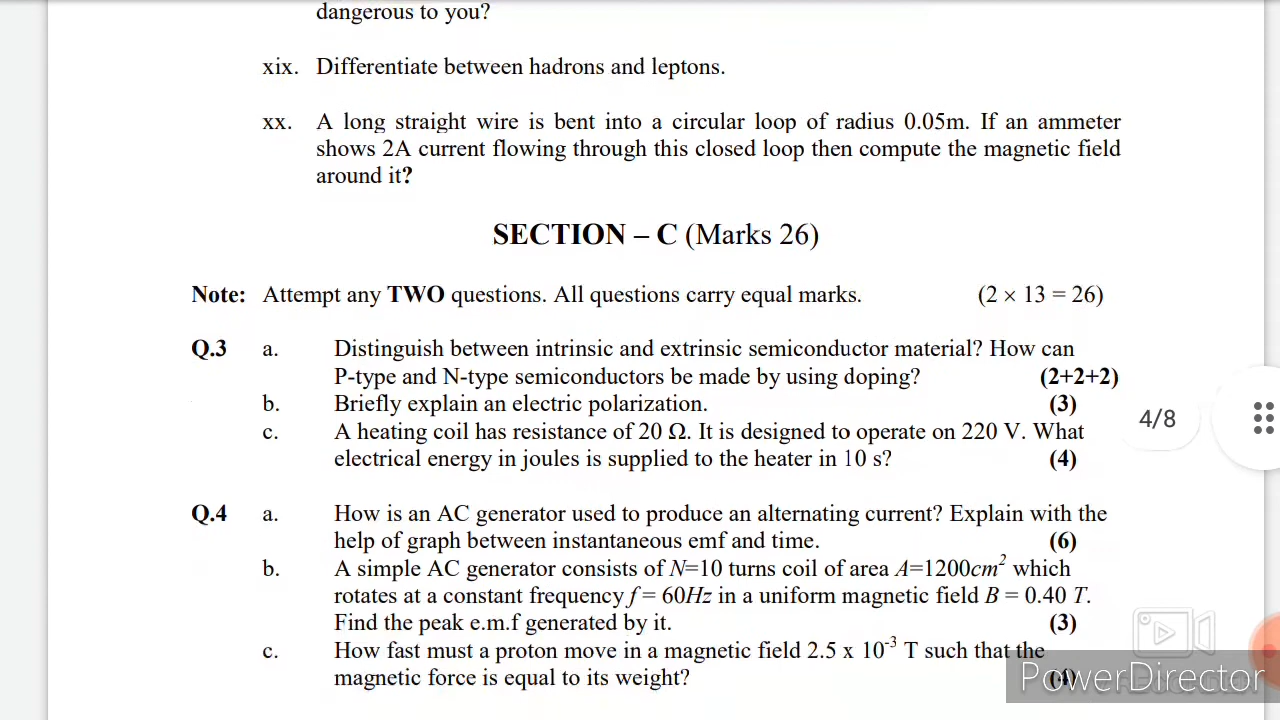 dangerous to you?
xix. Differentiate between hadrons and leptons.
xx. A long straight wire is bent into a circular loop of radius 0.05m. If an ammeter
shows 2A current flowing through this closed loop then compute the magnetic field
around it?
SECTION – C (Marks 26)
Note: Attempt any TWO questions. All questions carry equal marks. (2 × 13 = 26)
Q.3 a. Distinguish between intrinsic and extrinsic semiconductor material? How can
P-type and N-type semiconductors be made by using doping? (2+2+2)
b. Briefly explain an electric polarization. (3)
c. A heating coil has resistance of 20 Ω. It is designed to operate on 220 V. What
electrical energy in joules is supplied to the heater in 10 s? (4)
4/8
Q.4 a. How is an AC generator used to produce an alternating current? Explain with the
help of graph between instantaneous emf and time. (6)
b. A simple AC generator consists of N=10 turns coil of area A=1200cm² which
rotates at a constant frequency f = 60Hz in a uniform magnetic field B = 0.40 T.
Find the peak e.m.f generated by it. (3)
c. How fast must a proton move in a magnetic field 2.5 x 10⁻³ T such that the
magnetic force is equal to its weight? (4)
PowerDirector